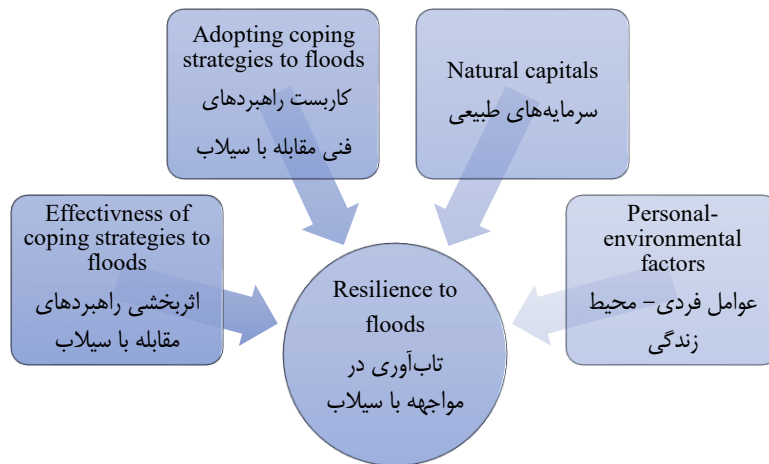 Adopting coping
strategies to floods
کاربست راهبردهای
فنی مقابله با سیلاب
Natural capitals
سرمایه‌های طبیعی
Effectivness of
coping strategies to
floods
اثربخشی راهبردهای
مقابله با سیلاب
Personal-
environmental
factors
عوامل فردی– محیط
زندگی
Resilience to
floods
تاب‌آوری در
مواجهه با سیلاب